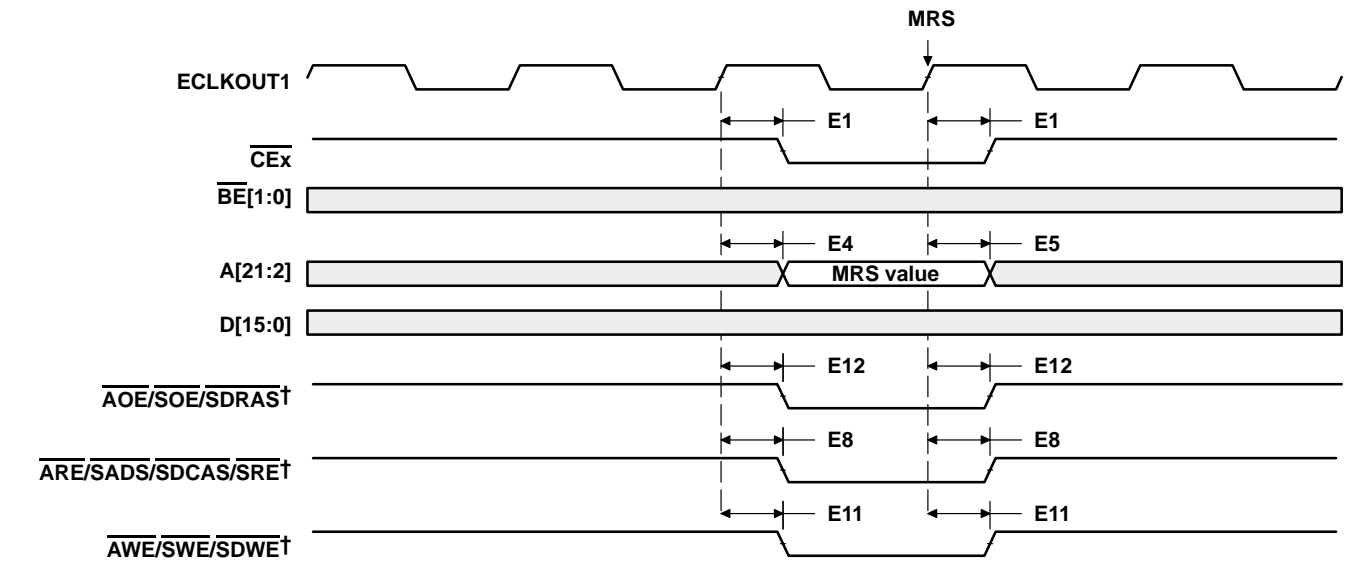 MRS
ECLKOUT1
E1 E1
CEx
BE[1:0]
E4 E5
A[21:2] MRS value
D[15:0]
E12 E12
AOE/SOE/SDRAS†
E8 E8
ARE/SADS/SDCAS/SRE†
E11 E11
AWE/SWE/SDWE†